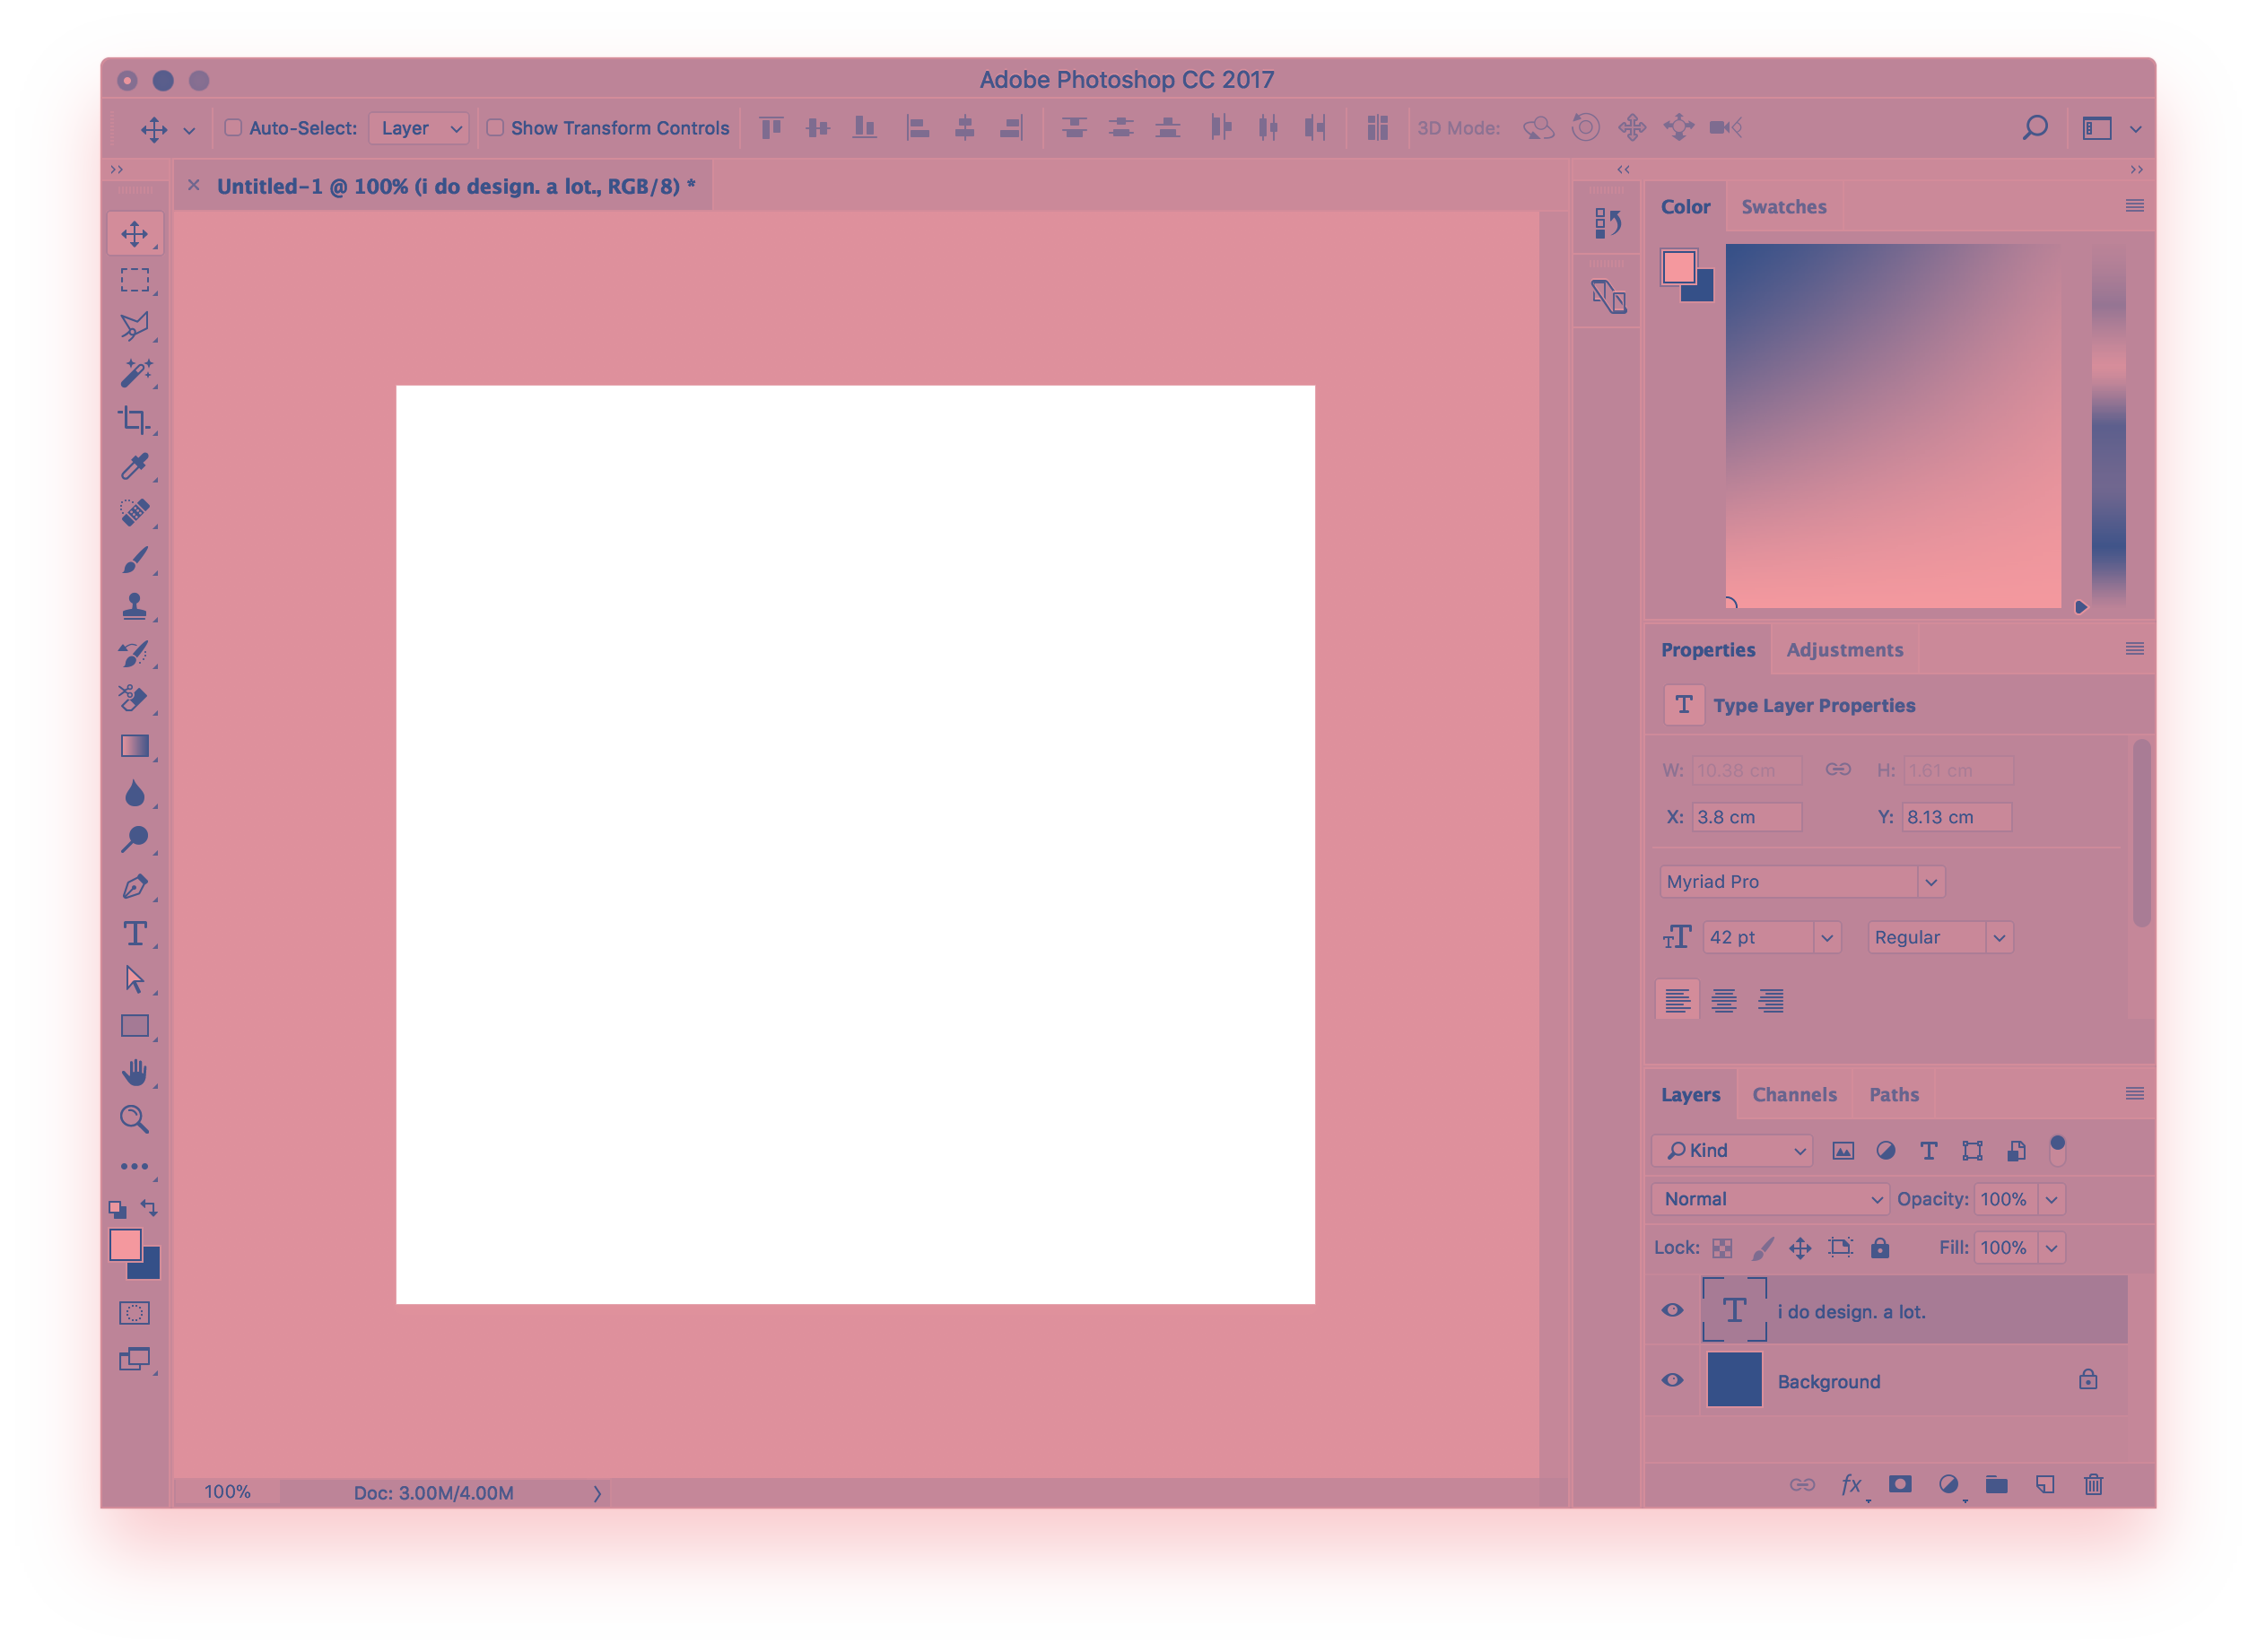 Adobe Photoshop CC 2017
Auto-Select: Layer Show Transform Controls 3D Mode:
Untitled-1 @ 100% (i do design. a lot., RGB/8) *
Color Swatches
Properties Adjustments
T Type Layer Properties
W: 10.38 cm H: 1.61 cm
X: 3.8 cm Y: 8.13 cm
Myriad Pro
42 pt Regular
Layers Channels Paths
Kind
Normal Opacity: 100%
Lock: Fill: 100%
T i do design. a lot.
Background
fx
100% Doc: 3.00M/4.00M